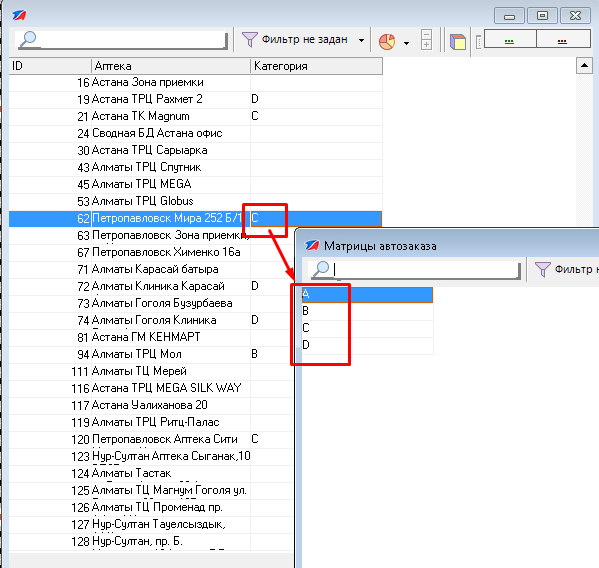 Фильтр не задан
...
...
ID Аптека Категория
16 Астана Зона приемки
19 Астана ТРЦ Рахмет 2 D
21 Астана ТК Magnum C
24 Сводная БД Астана офис
30 Астана ТРЦ Сарыарка
43 Алматы ТРЦ Спутник
45 Алматы ТРЦ MEGA
53 Алматы ТРЦ Globus
62 Петропавловск Мира 252 Б/1 C
63 Петропавловск Зона приемки,
67 Петропавловск Хименко 16а
71 Алматы Карасай батыра
72 Алматы Клиника Карасай D
73 Алматы Гоголя Бузурбаева
74 Алматы Гоголя Клиника D
81 Астана ГМ КЕНМАРТ
94 Алматы ТРЦ Мол B
111 Алматы ТЦ Мерей
116 Астана ТРЦ MEGA SILK WAY
117 Астана Уалиханова 20
119 Алматы ТРЦ Ритц-Палас
120 Петропавловск Аптека Сити C
123 Нур-Султан Аптека Сыганак,10
124 Алматы Тастак
125 Алматы ТЦ Магнум Гоголя ул.
126 Алматы ТЦ Променад пр.
127 Нур-Султан Тауелсыздык,
128 Нур-Султан, пр. Б.
Матрицы автозаказа
Фильтр н
A
B
C
D